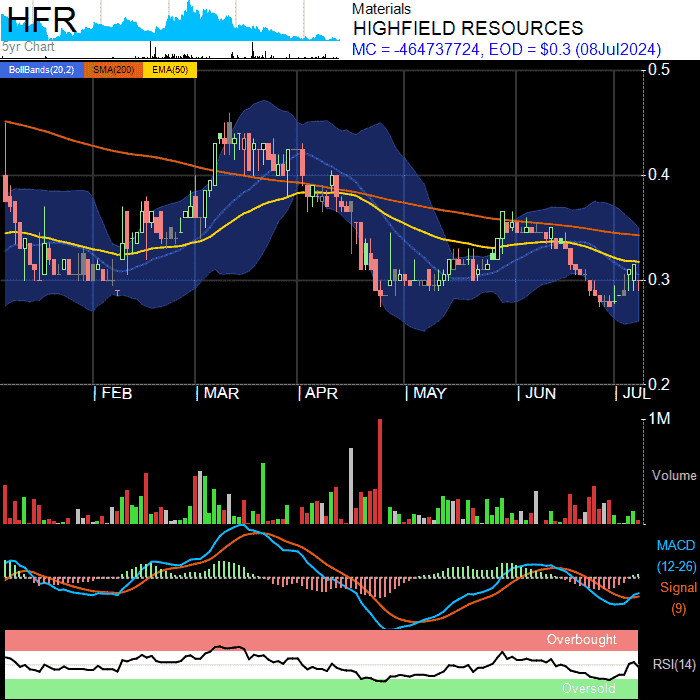 HFR
5yr Chart
Materials
HIGHFIELD RESOURCES
MC = -464737724, EOD = $0.3 (08Jul2024)
BollBands(20,2) SMA(200) EMA(50)
0.5
0.4
0.3
0.2
| FEB | MAR | APR | MAY | JUN | JUL
1M
Volume
MACD
(12-26)
Signal
(9)
Overbought
RSI(14)
Oversold